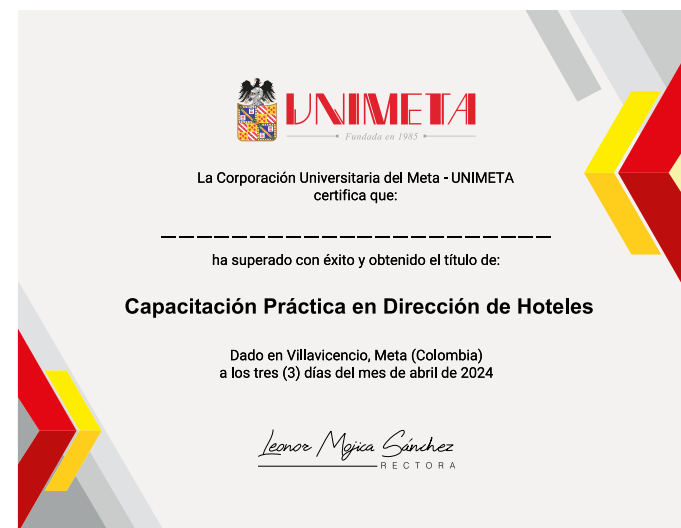 UNIMETA
Fundada en 1985
La Corporación Universitaria del Meta - UNIMETA
certifica que:
ha superado con éxito y obtenido el título de:
Capacitación Práctica en Dirección de Hoteles
Dado en Villavicencio, Meta (Colombia)
a los tres (3) días del mes de abril de 2024
Leonor Mojica Sánchez
RECTORA